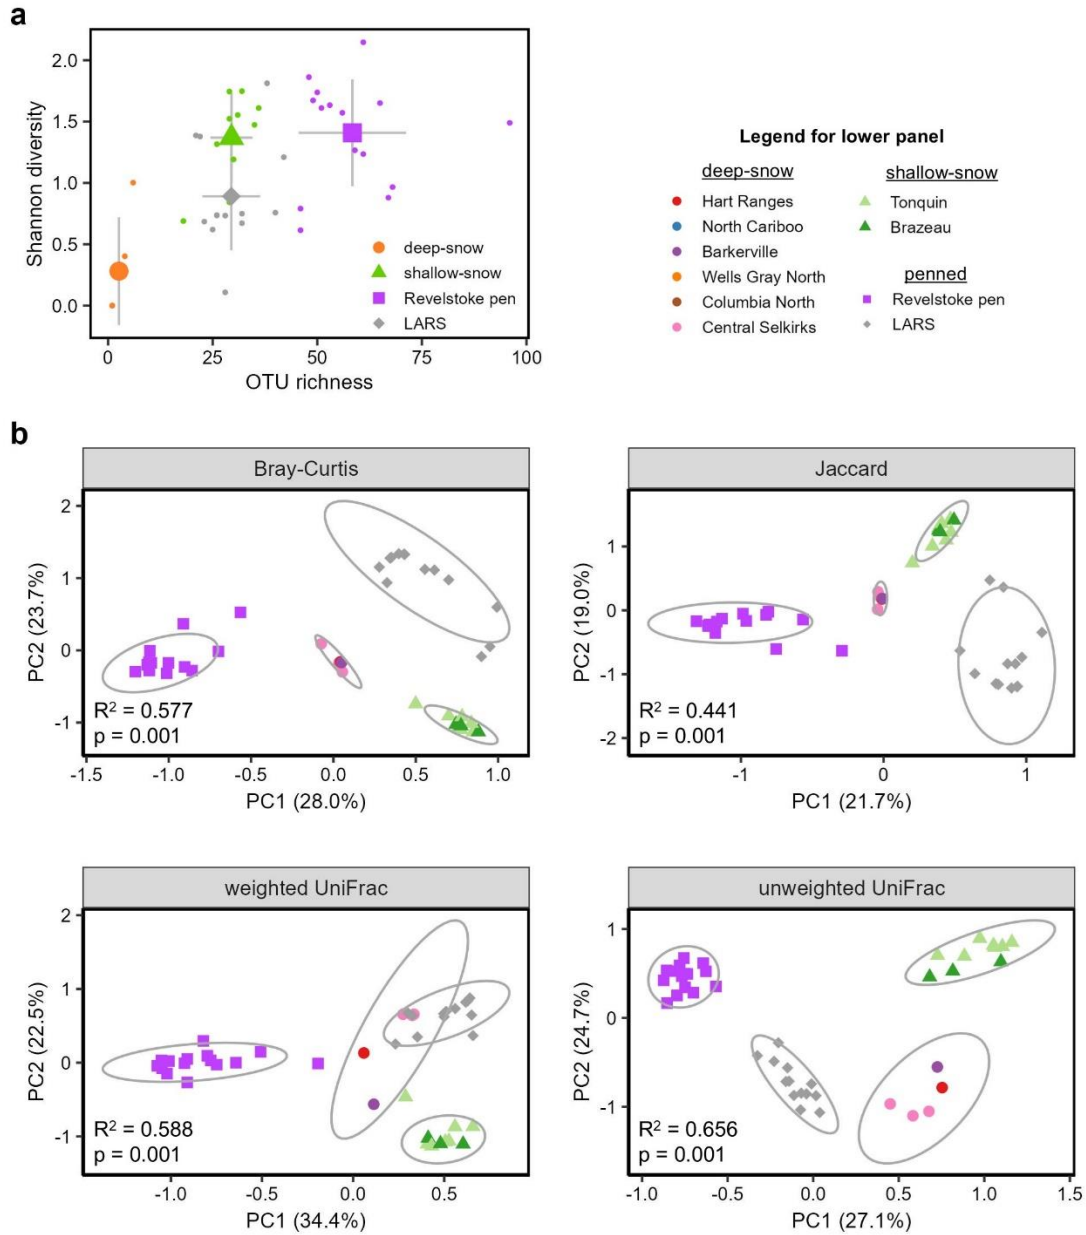 a
Shannon diversity
2.0
1.5
1.0
0.5
0.0
deep-snow
shallow-snow
Revelstoke pen
LARS
0 25 50 75 100
OTU richness
Legend for lower panel
deep-snow
Hart Ranges
North Cariboo
Barkerville
Wells Gray North
Columbia North
Central Selkirks
shallow-snow
Tonquin
Brazeau
penned
Revelstoke pen
LARS
b
Bray-Curtis
PC2 (23.7%)
2
1
0
-1
R² = 0.577
p = 0.001
-1.5 -1.0 -0.5 0.0 0.5 1.0
PC1 (28.0%)
Jaccard
PC2 (19.0%)
1
0
-1
-2
R² = 0.441
p = 0.001
-1 0 1
PC1 (21.7%)
weighted UniFrac
PC2 (22.5%)
2
1
0
-1
R² = 0.588
p = 0.001
-1.0 -0.5 0.0 0.5
PC1 (34.4%)
unweighted UniFrac
PC2 (24.7%)
1
0
-1
R² = 0.656
p = 0.001
-1.0 -0.5 0.0 0.5 1.0 1.5
PC1 (27.1%)